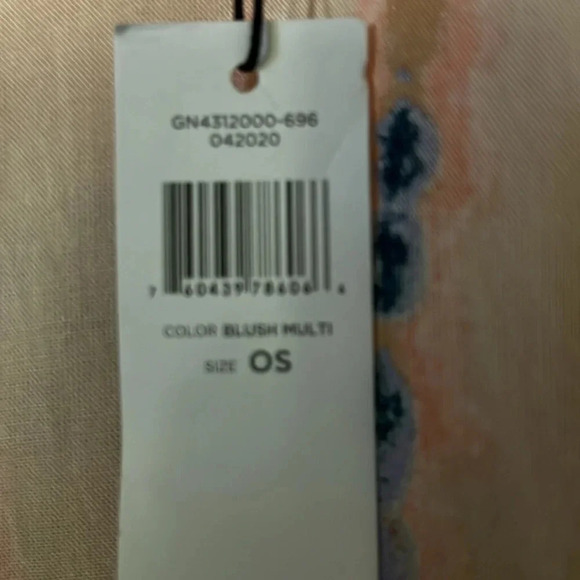 GN4312000-696
042020
7 60439 78606 4
COLOR BLUSH MULTI
SIZE OS